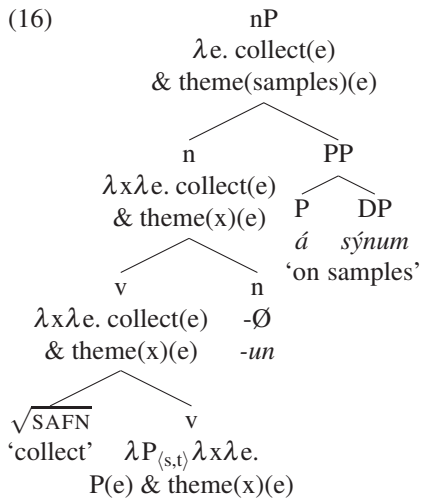 (16) nP
λe. collect(e)
& theme(samples)(e)
n PP
λxλe. collect(e) P DP
& theme(x)(e) á sýnum
‘on samples’
v n
λxλe. collect(e) -Ø
& theme(x)(e) -un
√SAFN v
‘collect’ λP⟨s,t⟩λxλe.
P(e) & theme(x)(e)